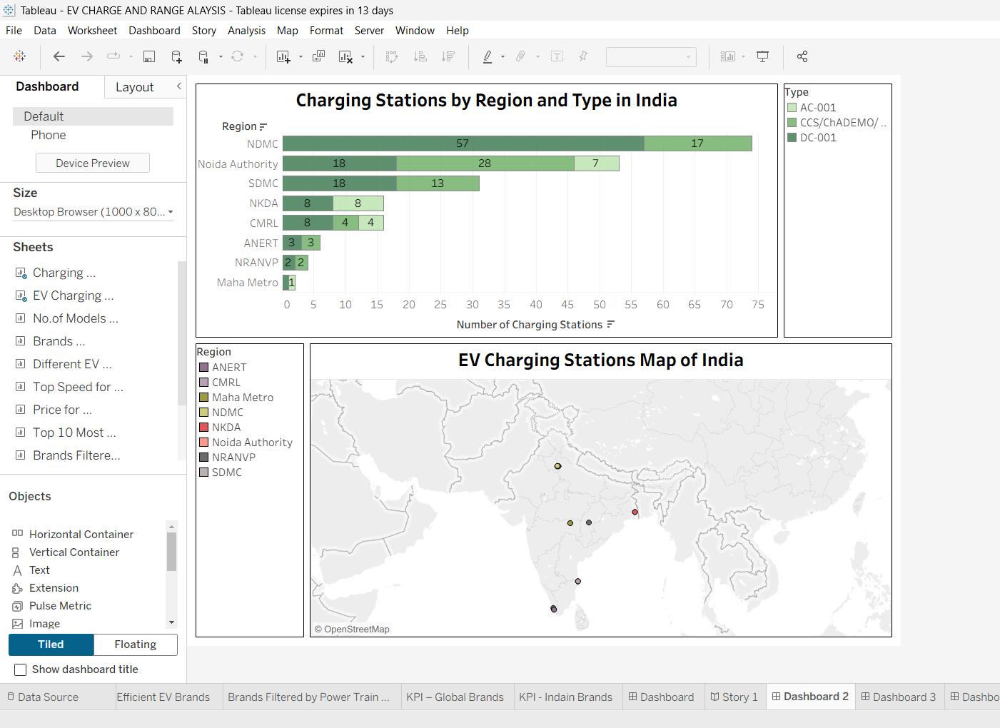 Tableau - EV CHARGE AND RANGE ALAYSIS - Tableau license expires in 13 days
File Data Worksheet Dashboard Story Analysis Map Format Server Window Help
Dashboard Layout
Default
Phone
Device Preview
Size
Desktop Browser (1000 x 80...
Sheets
Charging ...
EV Charging ...
No.of Models ...
Brands ...
Different EV ...
Top Speed for ...
Price for ...
Top 10 Most ...
Brands Filtere...
Objects
Horizontal Container
Vertical Container
Text
Extension
Pulse Metric
Image
Tiled Floating
Show dashboard title
Charging Stations by Region and Type in India
Region
NDMC 57 17
Noida Authority 18 28 7
SDMC 18 13
NKDA 8 8
CMRL 8 4 4
ANERT 3 3
NRANVP 2 2
Maha Metro 1
0 5 10 15 20 25 30 35 40 45 50 55 60 65 70 75
Number of Charging Stations
Type
AC-001
CCS/ChADEMO/ ..
DC-001
Region
ANERT
CMRL
Maha Metro
NDMC
NKDA
Noida Authority
NRANVP
SDMC
EV Charging Stations Map of India
© OpenStreetMap
Data Source Efficient EV Brands Brands Filtered by Power Train ... KPI – Global Brands KPI - Indain Brands Dashboard Story 1 Dashboard 2 Dashboard 3 Dashbo